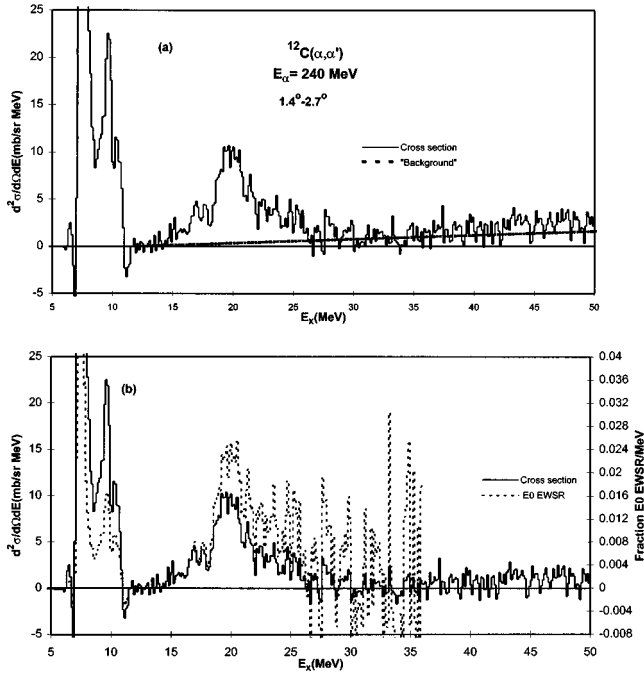 25
20
15
10
5
0
-5
d²σ/dΩdE(mb/sr MeV)
(a)
¹²C(α,α')
Eα= 240 MeV
1.4°-2.7°
Cross section
"Background"
5 10 15 20 25 30 35 40 45 50
Ex(MeV)
25
20
15
10
5
0
-5
d²σ/dΩdE(mb/sr MeV)
(b)
Cross section
E0 EWSR
0.04
0.036
0.032
0.028
0.024
0.02
0.016
0.012
0.008
0.004
0
-0.004
-0.008
Fraction E0 EWSR/MeV
5 10 15 20 25 30 35 40 45 50
Ex(MeV)